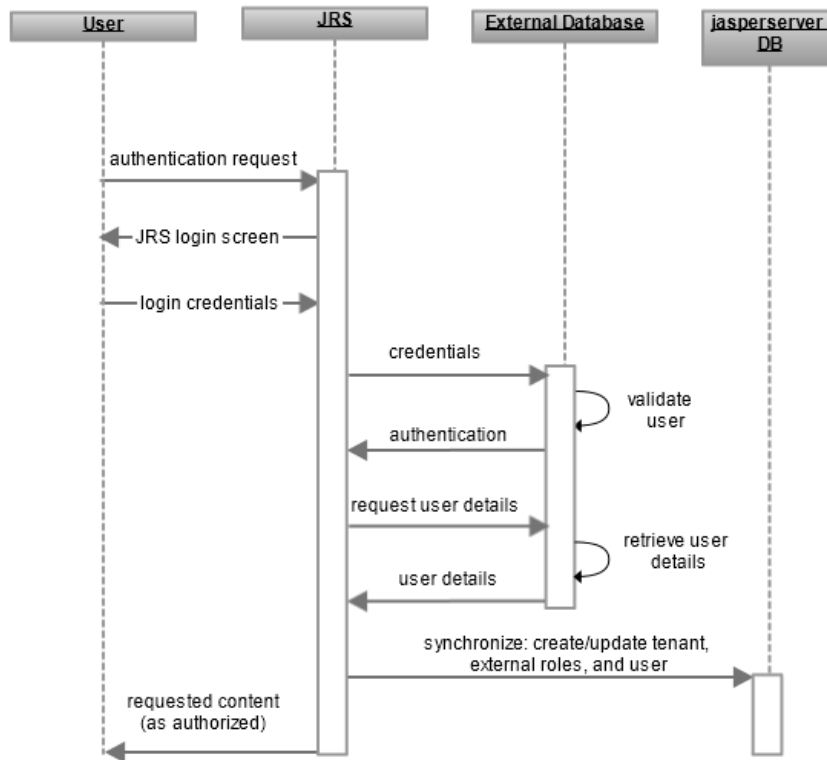 User
JRS
External Database
jasperserver
DB
authentication request
JRS login screen
login credentials
credentials
validate
user
authentication
request user details
retrieve user
details
user details
synchronize: create/update tenant,
external roles, and user
requested content
(as authorized)